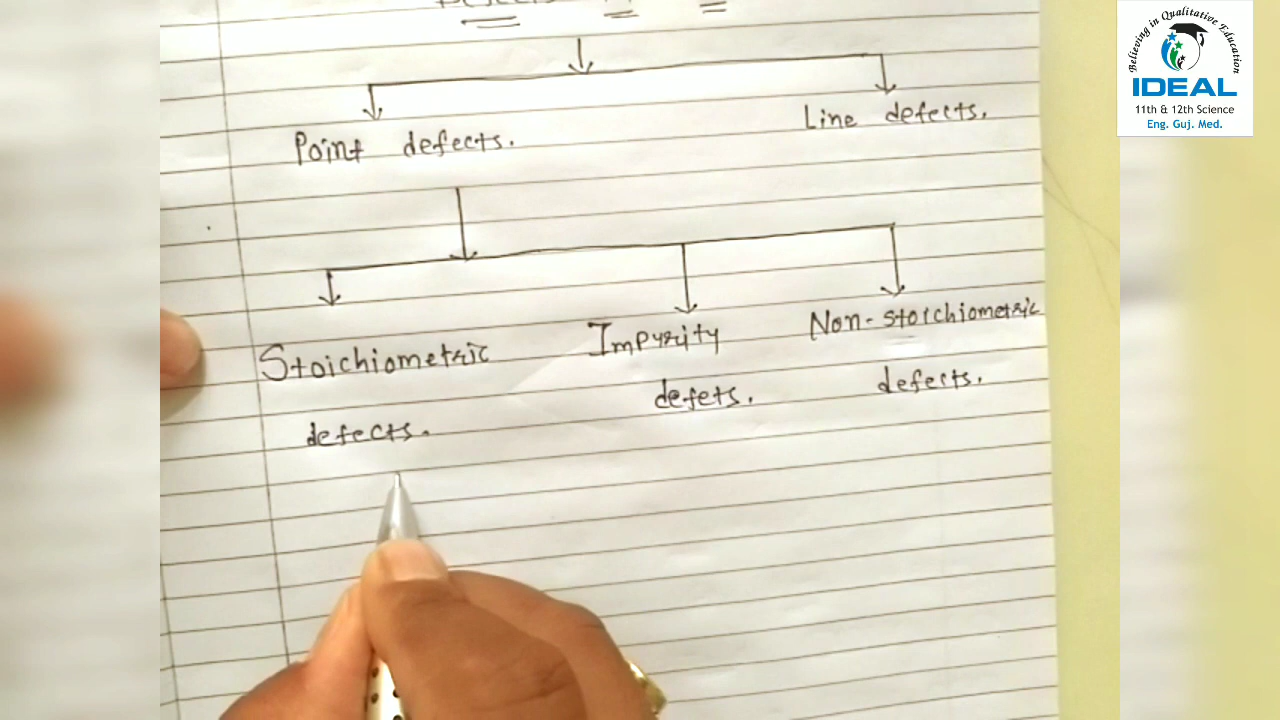 Point defects.
Line defects.
Stoichiometric
defects.
Impurity
defets.
Non-stoichiometric
defects.
Believing in Qualitative Education
IDEAL
11th & 12th Science
Eng. Guj. Med.